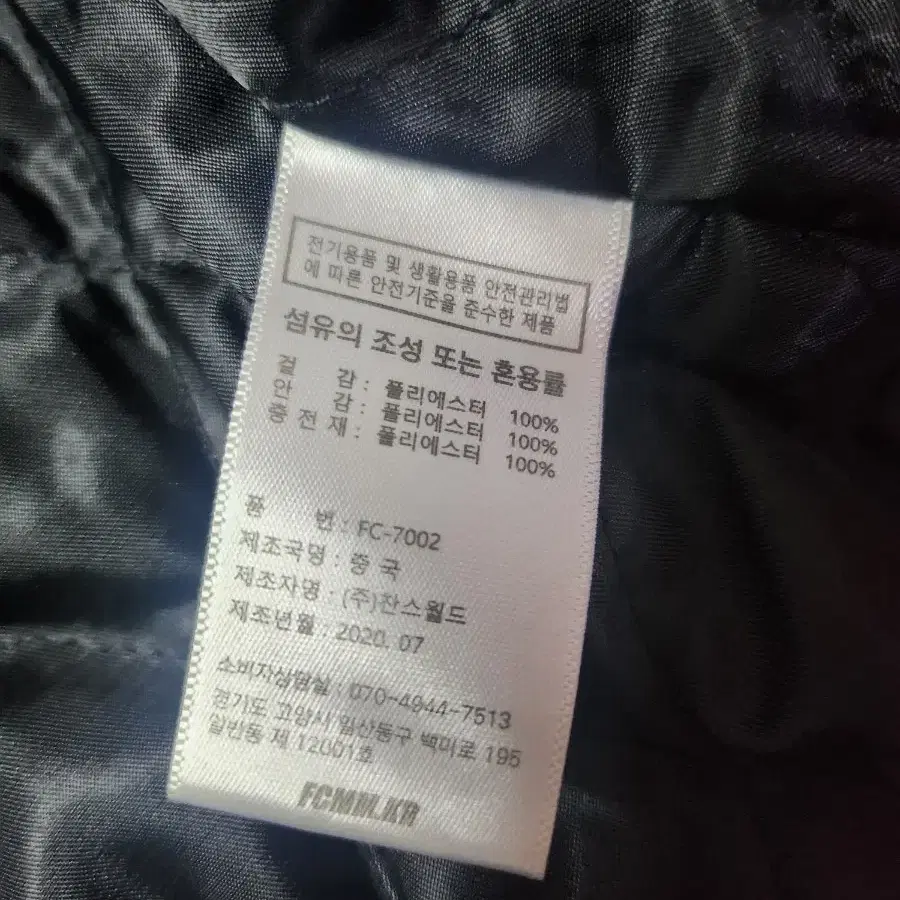 전기용품 및 생활용품 안전관리법
에 따른 안전기준을 준수한 제품
섬유의 조성 또는 혼용률
겉 감 : 폴리에스터 100%
안 감 : 폴리에스터 100%
충 전 재 : 폴리에스터 100%
품 번 : FC-7002
제조국명 : 중 국
제조자명 : (주)찬스월드
제조년월 : 2020. 07
소비자상담실 : 070-4944-7513
경기도 고양시 일산동구 백마로 195
일반동 제 12001호
FCMM.KR